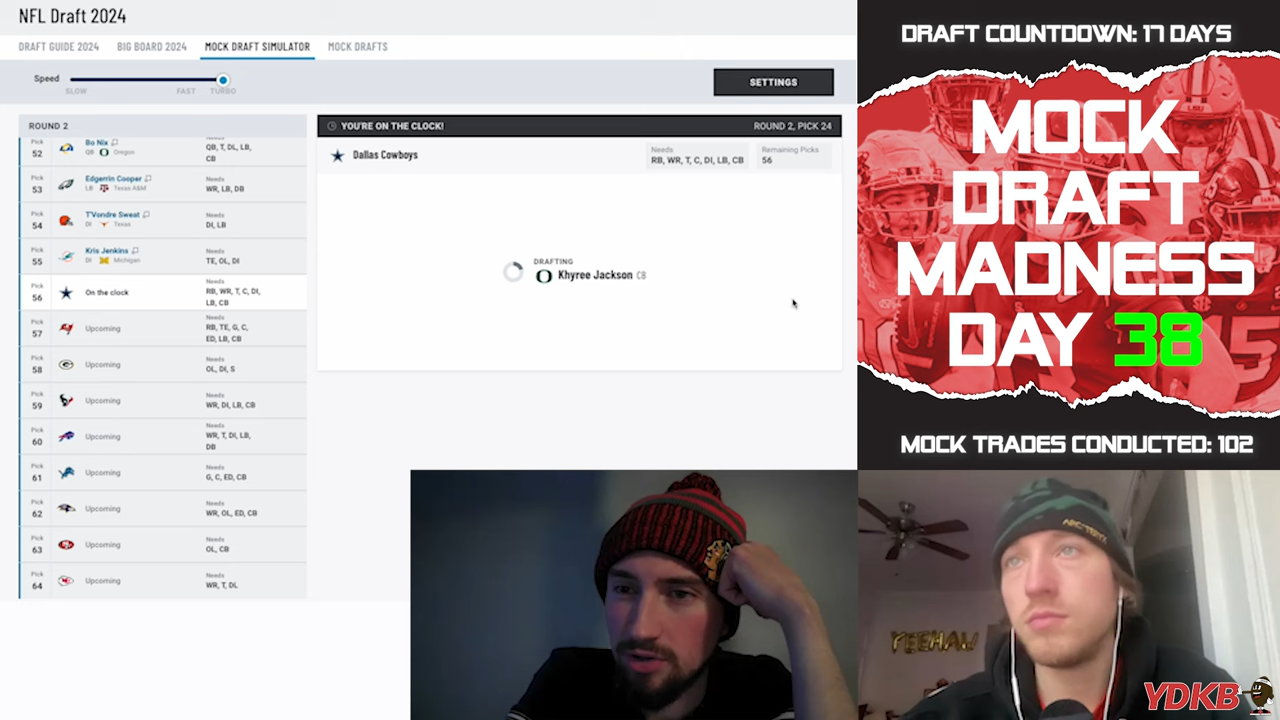 NFL Draft 2024
DRAFT GUIDE 2024
BIG BOARD 2024
MOCK DRAFT SIMULATOR
MOCK DRAFTS
Speed
SLOW
FAST
TURBO
SETTINGS
ROUND 2
Pick
52
Bo Nix
QB Oregon
QB, T, DL, LB,
CB
Pick
53
Edgerrin Cooper
LB Texas A&M
Needs
WR, LB, DB
Pick
54
T'Vondre Sweat
DI Texas
Needs
DI, LB
Pick
55
Kris Jenkins
DI Michigan
Needs
TE, OL, DI
Pick
56
On the clock
Needs
RB, WR, T, C, DI,
LB, CB
Pick
57
Upcoming
Needs
RB, TE, G, C,
ED, LB, CB
Pick
58
Upcoming
Needs
OL, DI, S
Pick
59
Upcoming
Needs
WR, DI, LB, CB
Pick
60
Upcoming
Needs
WR, T, DI, LB,
DB
Pick
61
Upcoming
Needs
G, C, ED, CB
Pick
62
Upcoming
Needs
WR, OL, ED, CB
Pick
63
Upcoming
Needs
OL, CB
Pick
64
Upcoming
Needs
WR, T, DL
YOU'RE ON THE CLOCK!
ROUND 2, PICK 24
Dallas Cowboys
Needs
RB, WR, T, C, DI, LB, CB
Remaining Picks
56
DRAFTING
Khyree Jackson CB
DRAFT COUNTDOWN: 17 DAYS
MOCK
DRAFT
MADNESS
DAY 38
MOCK TRADES CONDUCTED: 102
ARC'TERYX
YEEHAW
YDKB